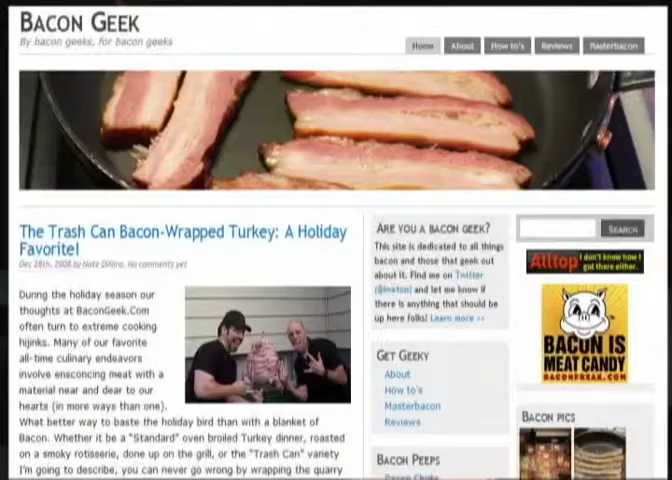 BACON GEEK
By bacon geeks, for bacon geeks
Home
About
How to's
Reviews
Masterbacon
The Trash Can Bacon-Wrapped Turkey: A Holiday
Favorite!
No comments yet
During the holiday season our
thoughts at BaconGeek.Com
often turn to extreme cooking
hijinks. Many of our favorite
all-time culinary endeavors
involve ensconcing meat with a
material near and dear to our
hearts (in more ways than one).
What better way to baste the holiday bird than with a blanket of
Bacon. Whether it be a "Standard" oven broiled Turkey dinner, roasted
on a smoky rotisserie, done up on the grill, or the "Trash Can" variety
I'm going to describe, you can never go wrong by wrapping the quarry
ARE YOU A BACON GEEK?
This site is dedicated to all things
bacon and those that geek out
about it. Find me on Twitter
and let me know if
there is anything that should be
up here folks! Learn more >>
GET GEEKY
About
How to's
Masterbacon
Reviews
BACON PEEPS
SEARCH
Alltop
I don't know how I
got there either.
BACON IS
MEAT CANDY
BACONFREAK.COM
BACON PICS